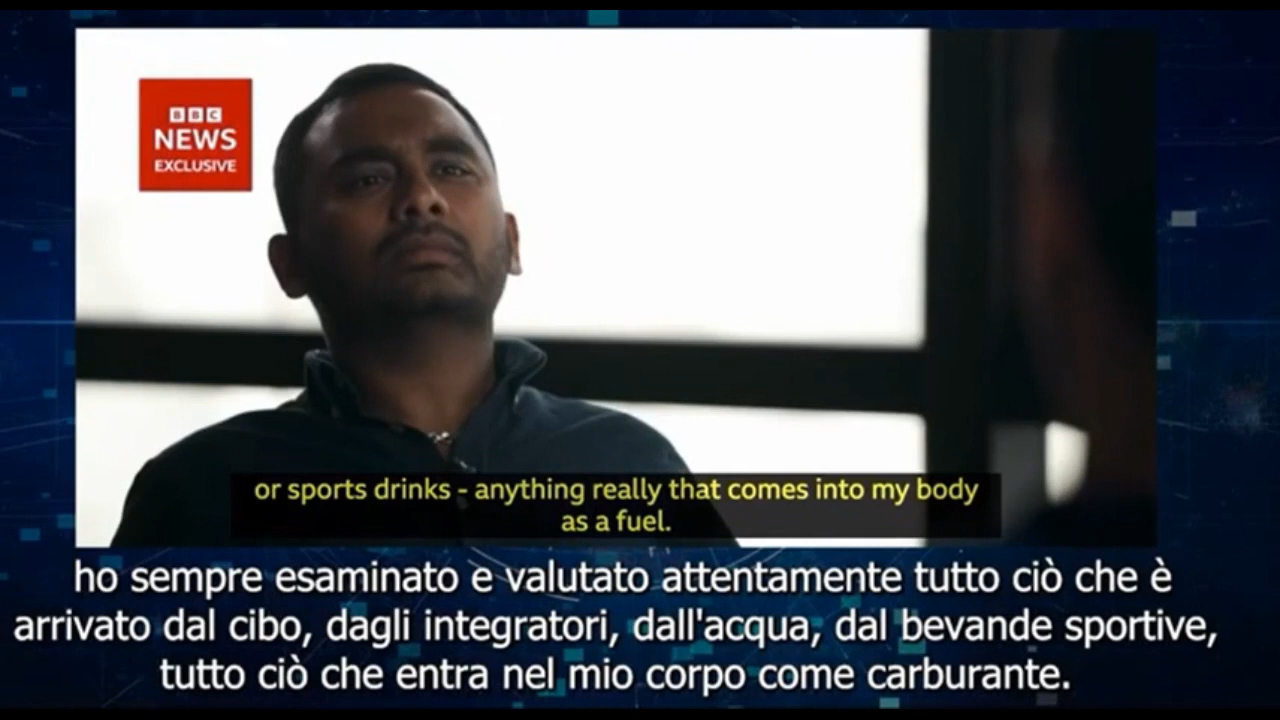 BBC
NEWS
EXCLUSIVE
or sports drinks - anything really that comes into my body
as a fuel.
ho sempre esaminato e valutato attentamente tutto ciò che è
arrivato dal cibo, dagli integratori, dall'acqua, dal bevande sportive,
tutto ciò che entra nel mio corpo come carburante.